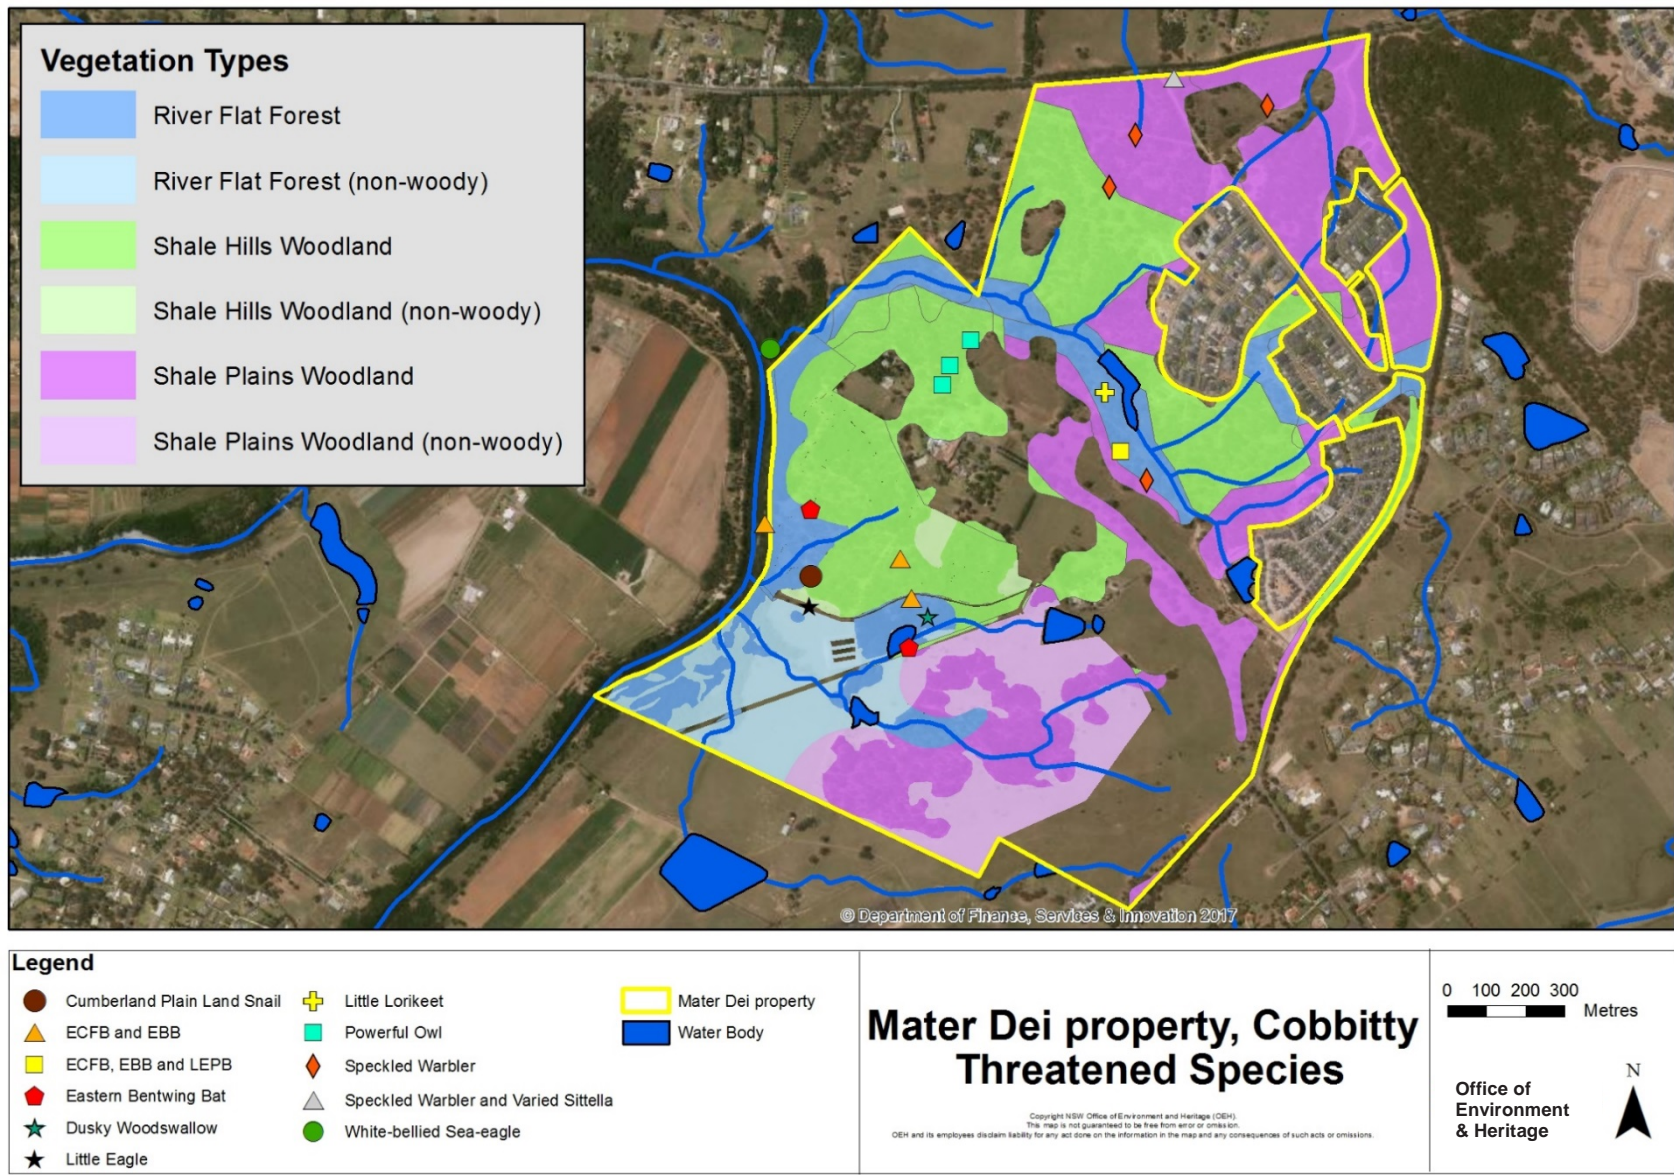 Vegetation Types
River Flat Forest
River Flat Forest (non-woody)
Shale Hills Woodland
Shale Hills Woodland (non-woody)
Shale Plains Woodland
Shale Plains Woodland (non-woody)
© Department of Finance, Services & Innovation 2017
Legend
Cumberland Plain Land Snail
ECFB and EBB
ECFB, EBB and LEPB
Eastern Bentwing Bat
Dusky Woodswallow
Little Eagle
Little Lorikeet
Powerful Owl
Speckled Warbler
Speckled Warbler and Varied Sittella
White-bellied Sea-eagle
Mater Dei property
Water Body
Mater Dei property, Cobbitty
Threatened Species
Copyright NSW Office of Environment and Heritage (OEH).
This map is not guaranteed to be free from error or omission.
OEH and its employees disclaim liability for any act done on the information in the map and any consequences of such acts or omissions.
0 100 200 300
Metres
Office of
Environment
& Heritage
N